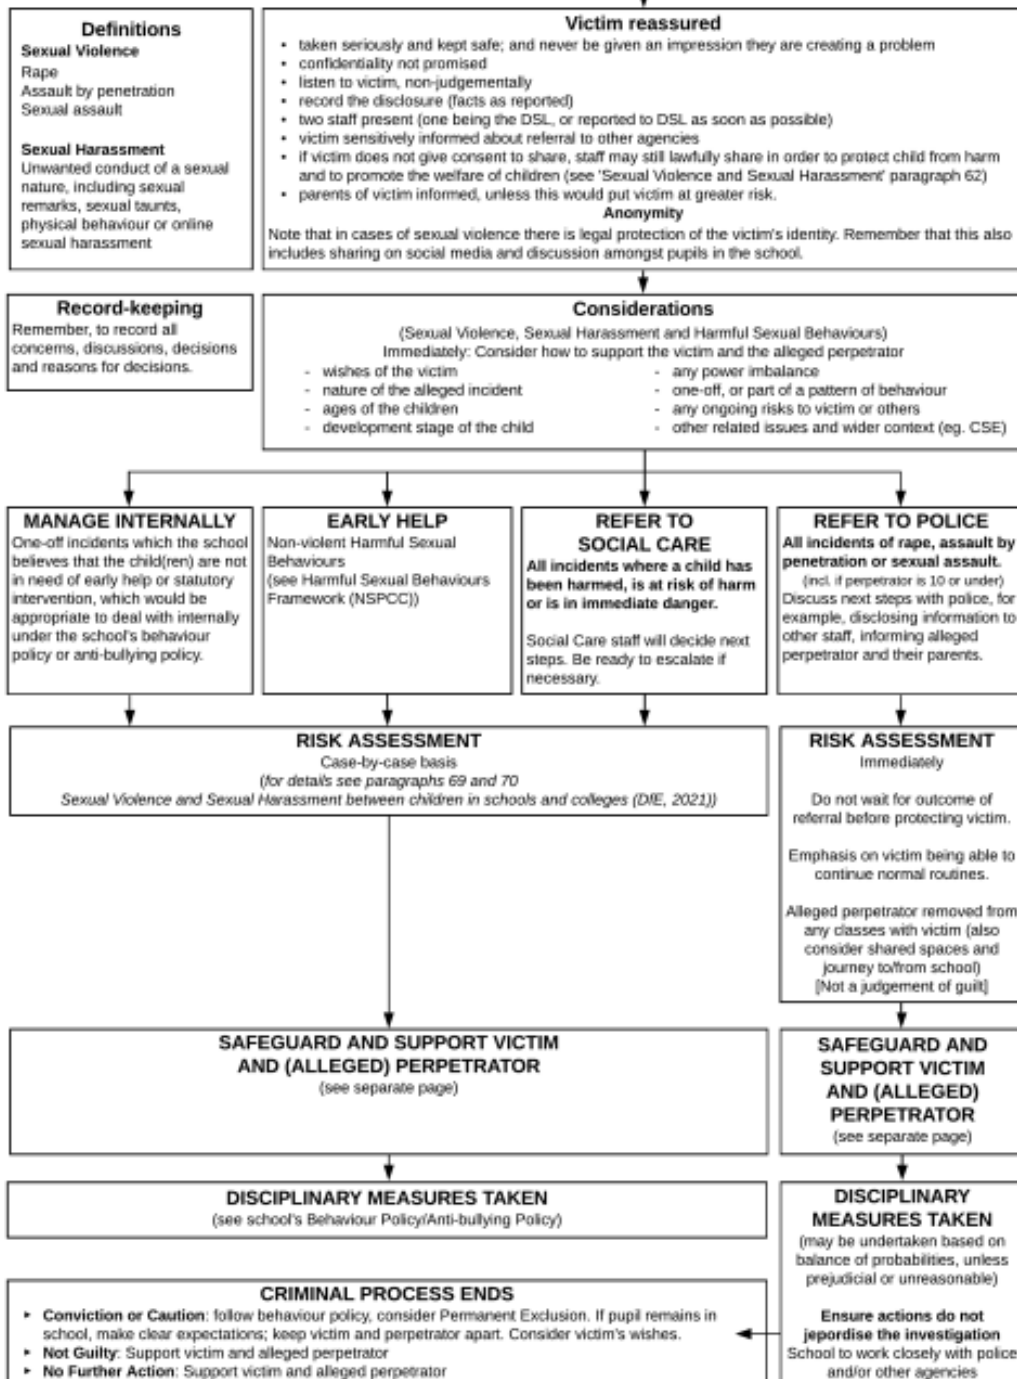 Definitions
Sexual Violence
Rape
Assault by penetration
Sexual assault
Sexual Harassment
Unwanted conduct of a sexual
nature, including sexual
remarks, sexual taunts,
physical behaviour or online
sexual harassment
Victim reassured
• taken seriously and kept safe; and never be given an impression they are creating a problem
• confidentiality not promised
• listen to victim, non-judgementally
• record the disclosure (facts as reported)
• two staff present (one being the DSL, or reported to DSL as soon as possible)
• victim sensitively informed about referral to other agencies
• if victim does not give consent to share, staff may still lawfully share in order to protect child from harm
and to promote the welfare of children (see 'Sexual Violence and Sexual Harassment' paragraph 62)
• parents of victim informed, unless this would put victim at greater risk.
Anonymity
Note that in cases of sexual violence there is legal protection of the victim's identity. Remember that this also
includes sharing on social media and discussion amongst pupils in the school.
Record-keeping
Remember, to record all
concerns, discussions, decisions
and reasons for decisions.
Considerations
(Sexual Violence, Sexual Harassment and Harmful Sexual Behaviours)
Immediately: Consider how to support the victim and the alleged perpetrator
- wishes of the victim
- nature of the alleged incident
- ages of the children
- development stage of the child
- any power imbalance
- one-off, or part of a pattern of behaviour
- any ongoing risks to victim or others
- other related issues and wider context (eg. CSE)
MANAGE INTERNALLY
One-off incidents which the school
believes that the child(ren) are not
in need of early help or statutory
intervention, which would be
appropriate to deal with internally
under the school's behaviour
policy or anti-bullying policy.
EARLY HELP
Non-violent Harmful Sexual
Behaviours
(see Harmful Sexual Behaviours
Framework (NSPCC))
REFER TO
SOCIAL CARE
All incidents where a child has
been harmed, is at risk of harm
or is in immediate danger.
Social Care staff will decide next
steps. Be ready to escalate if
necessary.
REFER TO POLICE
All incidents of rape, assault by
penetration or sexual assault.
(incl. if perpetrator is 10 or under)
Discuss next steps with police, for
example, disclosing information to
other staff, informing alleged
perpetrator and their parents.
RISK ASSESSMENT
Case-by-case basis
(for details see paragraphs 69 and 70
Sexual Violence and Sexual Harassment between children in schools and colleges (DfE, 2021))
RISK ASSESSMENT
Immediately
Do not wait for outcome of
referral before protecting victim.
Emphasis on victim being able to
continue normal routines.
Alleged perpetrator removed from
any classes with victim (also
consider shared spaces and
journey to/from school)
[Not a judgement of guilt]
SAFEGUARD AND SUPPORT VICTIM
AND (ALLEGED) PERPETRATOR
(see separate page)
SAFEGUARD AND
SUPPORT VICTIM
AND (ALLEGED)
PERPETRATOR
(see separate page)
DISCIPLINARY MEASURES TAKEN
(see school's Behaviour Policy/Anti-bullying Policy)
DISCIPLINARY
MEASURES TAKEN
(may be undertaken based on
balance of probabilities, unless
prejudicial or unreasonable)
Ensure actions do not
jepordise the investigation
School to work closely with police
and/or other agencies
CRIMINAL PROCESS ENDS
► Conviction or Caution: follow behaviour policy, consider Permanent Exclusion. If pupil remains in
school, make clear expectations; keep victim and perpetrator apart. Consider victim's wishes.
► Not Guilty: Support victim and alleged perpetrator
► No Further Action: Support victim and alleged perpetrator